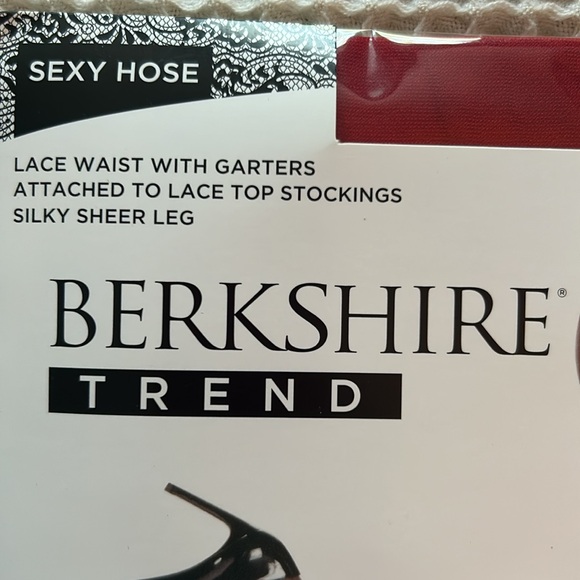 SEXY HOSE
LACE WAIST WITH GARTERS
ATTACHED TO LACE TOP STOCKINGS
SILKY SHEER LEG
BERKSHIRE®
TREND